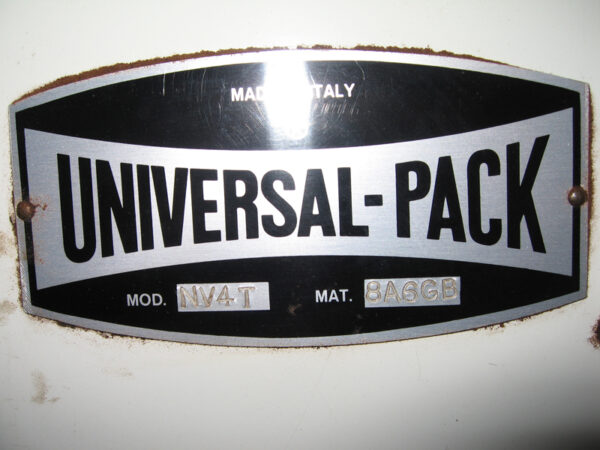 MADE IN ITALY
UNIVERSAL-PACK
MOD. NV4T MAT. 8A6GB